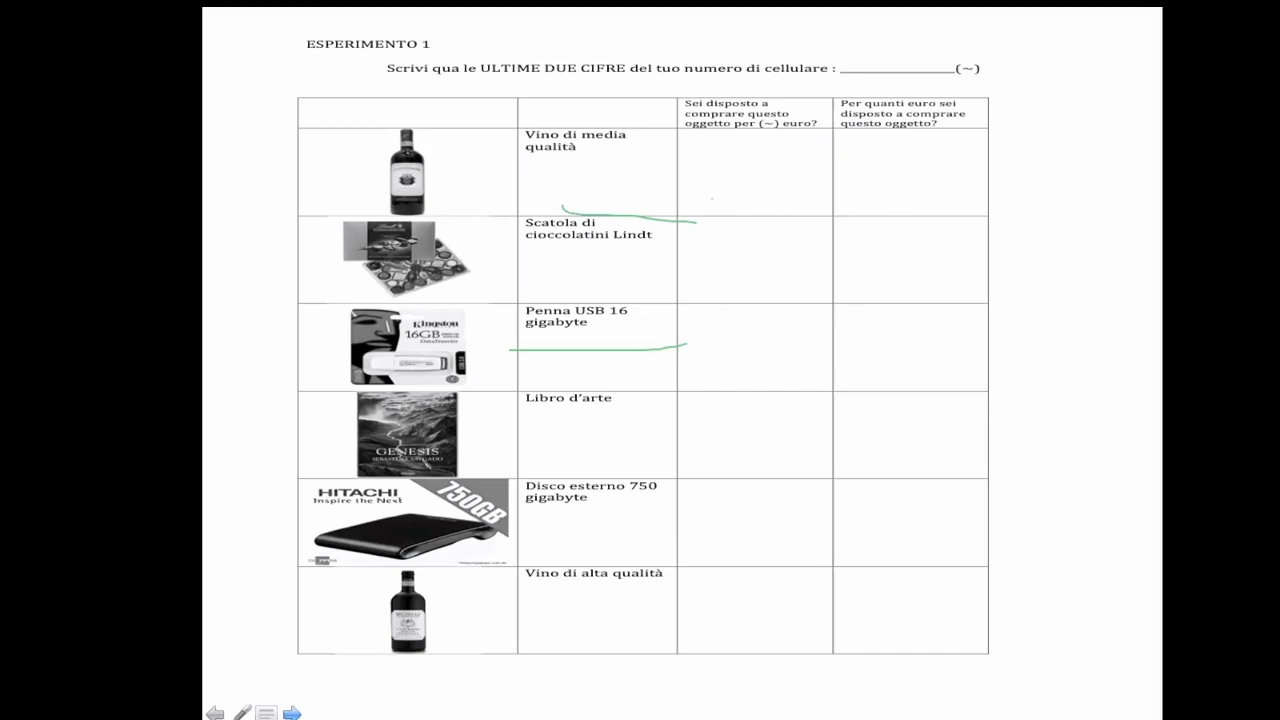 ESPERIMENTO 1
Scrivi qua le ULTIME DUE CIFRE del tuo numero di cellulare : ________________(~)
Sei disposto a
comprare questo
oggetto per (~) euro?
Per quanti euro sei
disposto a comprare
questo oggetto?
Vino di media
qualità
Scatola di
cioccolatini Lindt
Kingston
16GB
DataTraveler
Penna USB 16
gigabyte
GENESIS
SEBASTIÃO SALGADO
Libro d'arte
HITACHI
Inspire the Next
750GB
Disco esterno 750
gigabyte
Vino di alta qualità